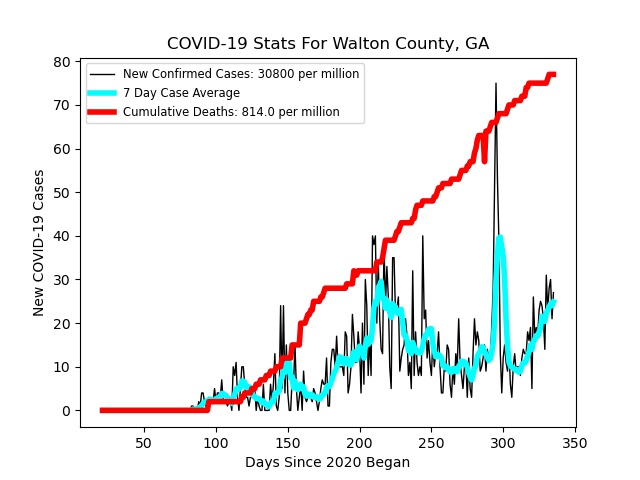 COVID-19 Stats For Walton County, GA
New Confirmed Cases: 30800 per million
7 Day Case Average
Cumulative Deaths: 814.0 per million
New COVID-19 Cases
80
70
60
50
40
30
20
10
0
50 100 150 200 250 300 350
Days Since 2020 Began